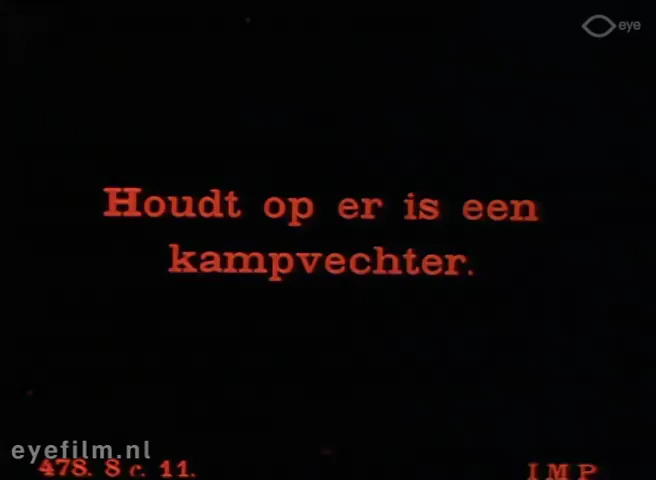 eye
Houdt op er is een
kampvechter.
eyefilm.nl
478. 8 c. 11.
IMP